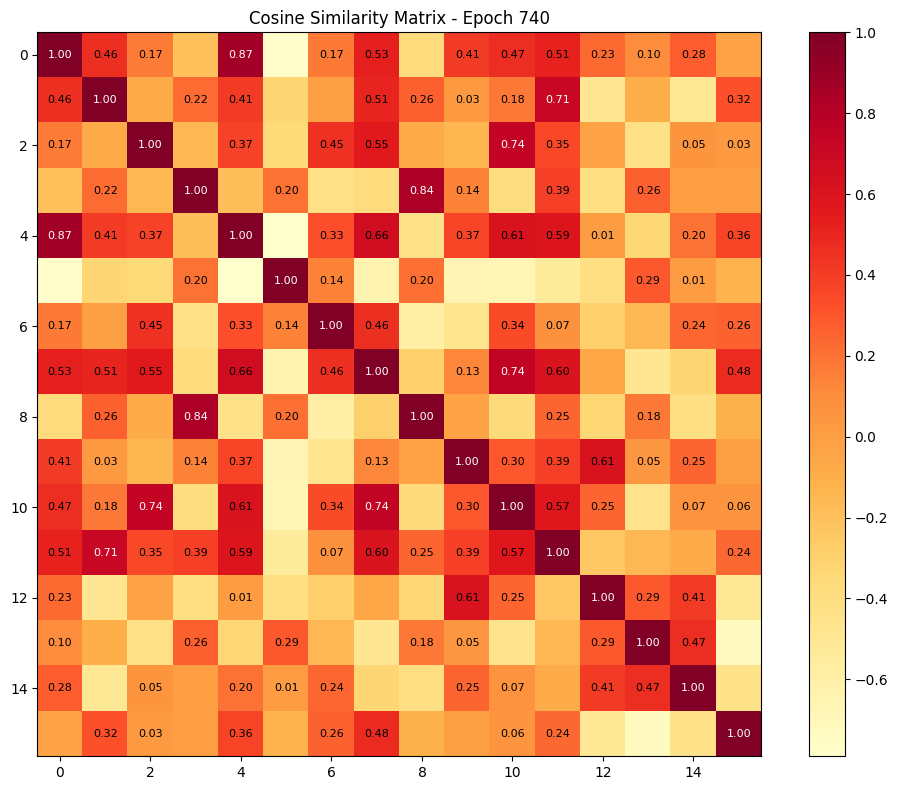 Cosine Similarity Matrix - Epoch 740
0 1.00 0.46 0.17 0.87 0.17 0.53 0.41 0.47 0.51 0.23 0.10 0.28
0.46 1.00 0.22 0.41 0.51 0.26 0.03 0.18 0.71 0.32
2 0.17 1.00 0.37 0.45 0.55 0.74 0.35 0.05 0.03
0.22 1.00 0.20 0.84 0.14 0.39 0.26
4 0.87 0.41 0.37 1.00 0.33 0.66 0.37 0.61 0.59 0.01 0.20 0.36
0.20 1.00 0.14 0.20 0.29 0.01
6 0.17 0.45 0.33 0.14 1.00 0.46 0.34 0.07 0.24 0.26
0.53 0.51 0.55 0.66 0.46 1.00 0.13 0.74 0.60 0.48
8 0.26 0.84 0.20 1.00 0.25 0.18
0.41 0.03 0.14 0.37 0.13 1.00 0.30 0.39 0.61 0.05 0.25
10 0.47 0.18 0.74 0.61 0.34 0.74 0.30 1.00 0.57 0.25 0.07 0.06
0.51 0.71 0.35 0.39 0.59 0.07 0.60 0.25 0.39 0.57 1.00 0.24
12 0.23 0.01 0.61 0.25 1.00 0.29 0.41
0.10 0.26 0.29 0.18 0.05 0.29 1.00 0.47
14 0.28 0.05 0.20 0.01 0.24 0.25 0.07 0.41 0.47 1.00
0.32 0.03 0.36 0.26 0.48 0.06 0.24 1.00
0 2 4 6 8 10 12 14
1.0
0.8
0.6
0.4
0.2
0.0
−0.2
−0.4
−0.6